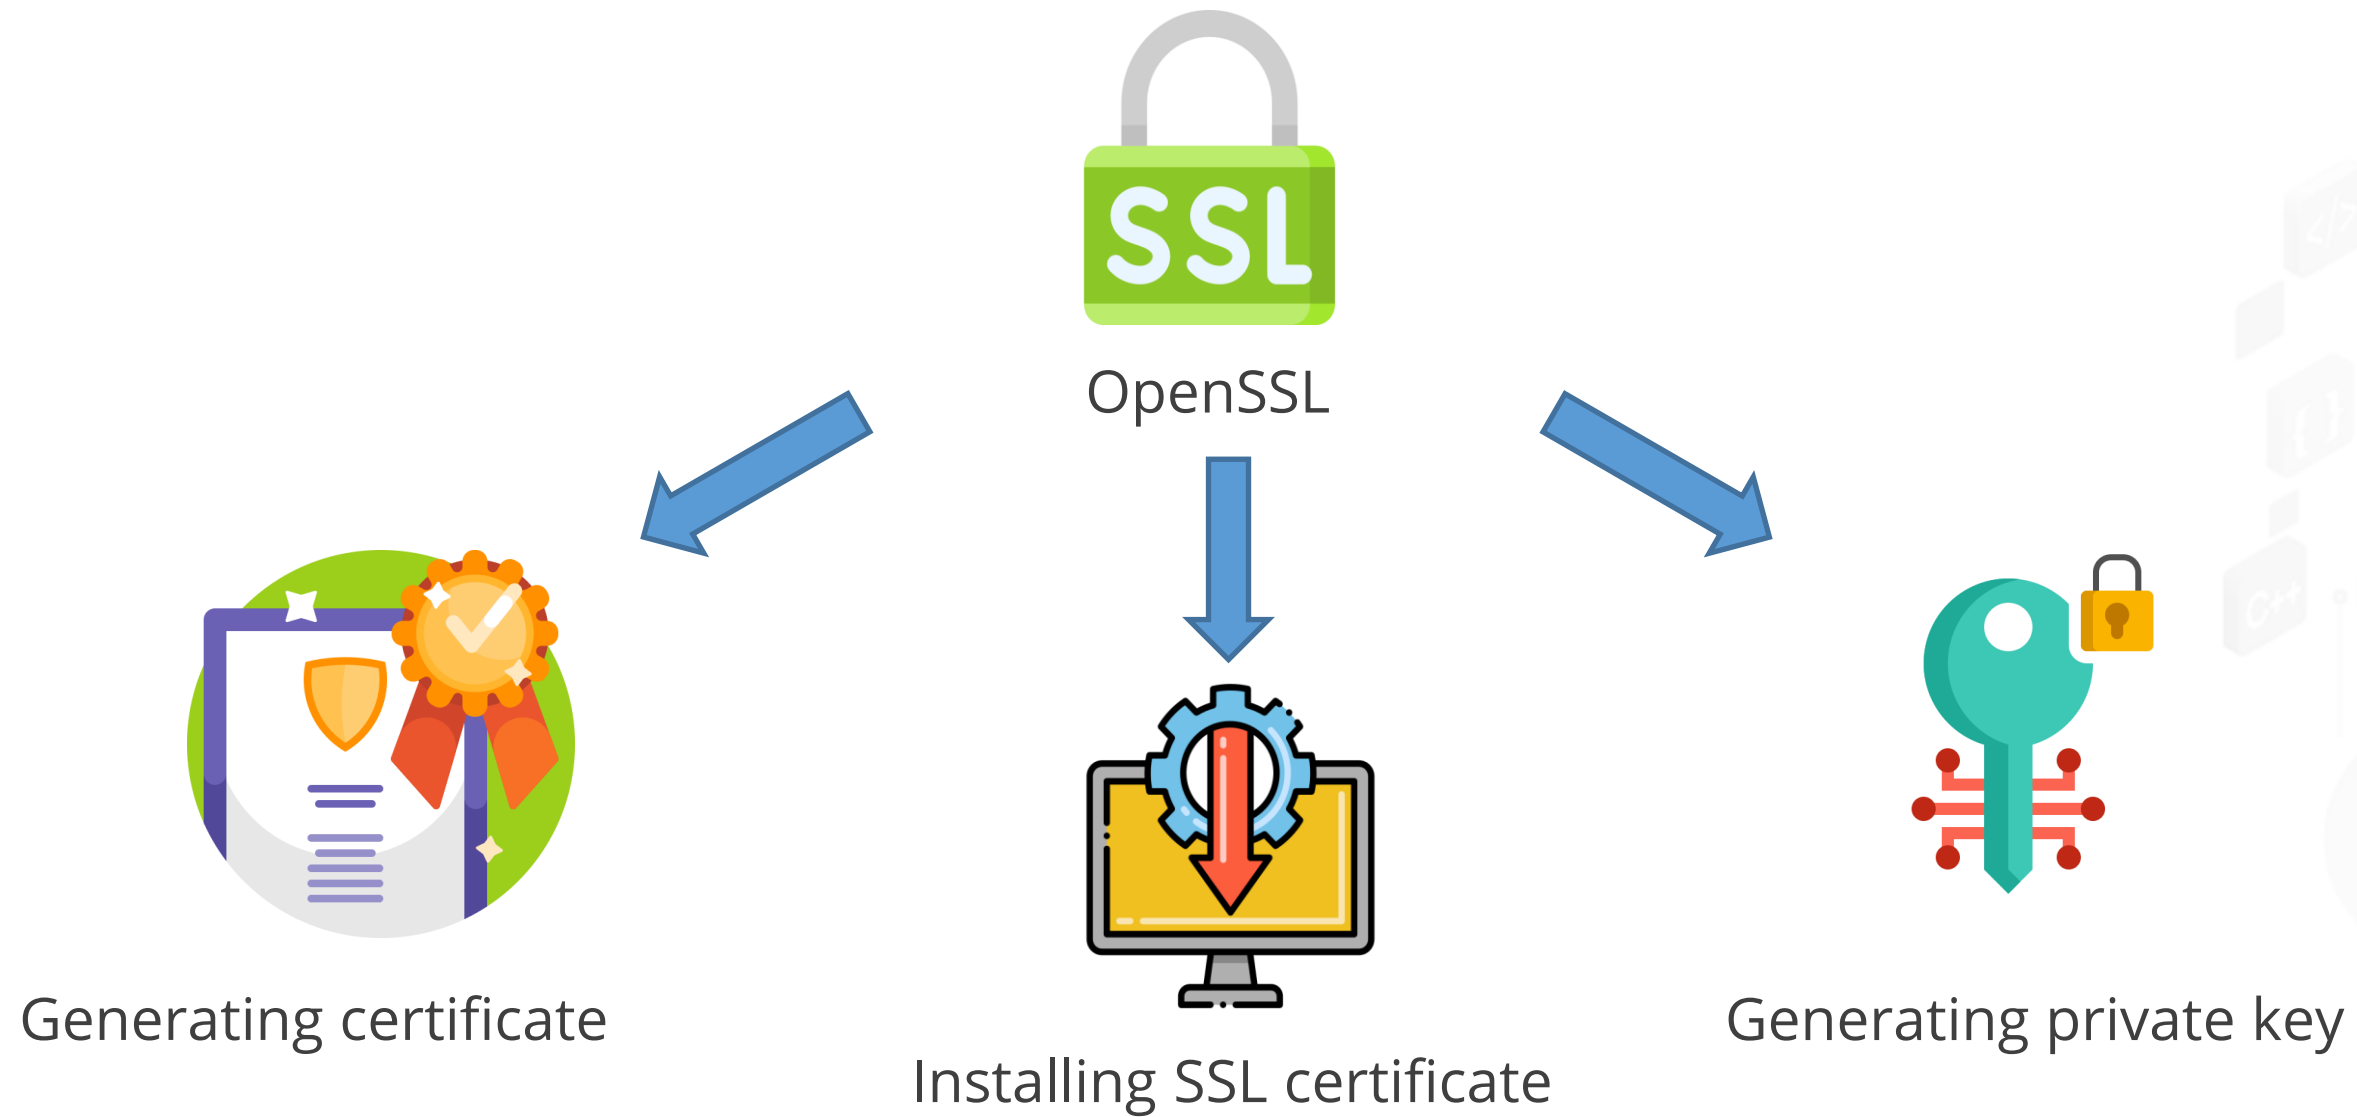 SSL
OpenSSL
</>
{ }
C++
Generating certificate
Generating private key
Installing SSL certificate